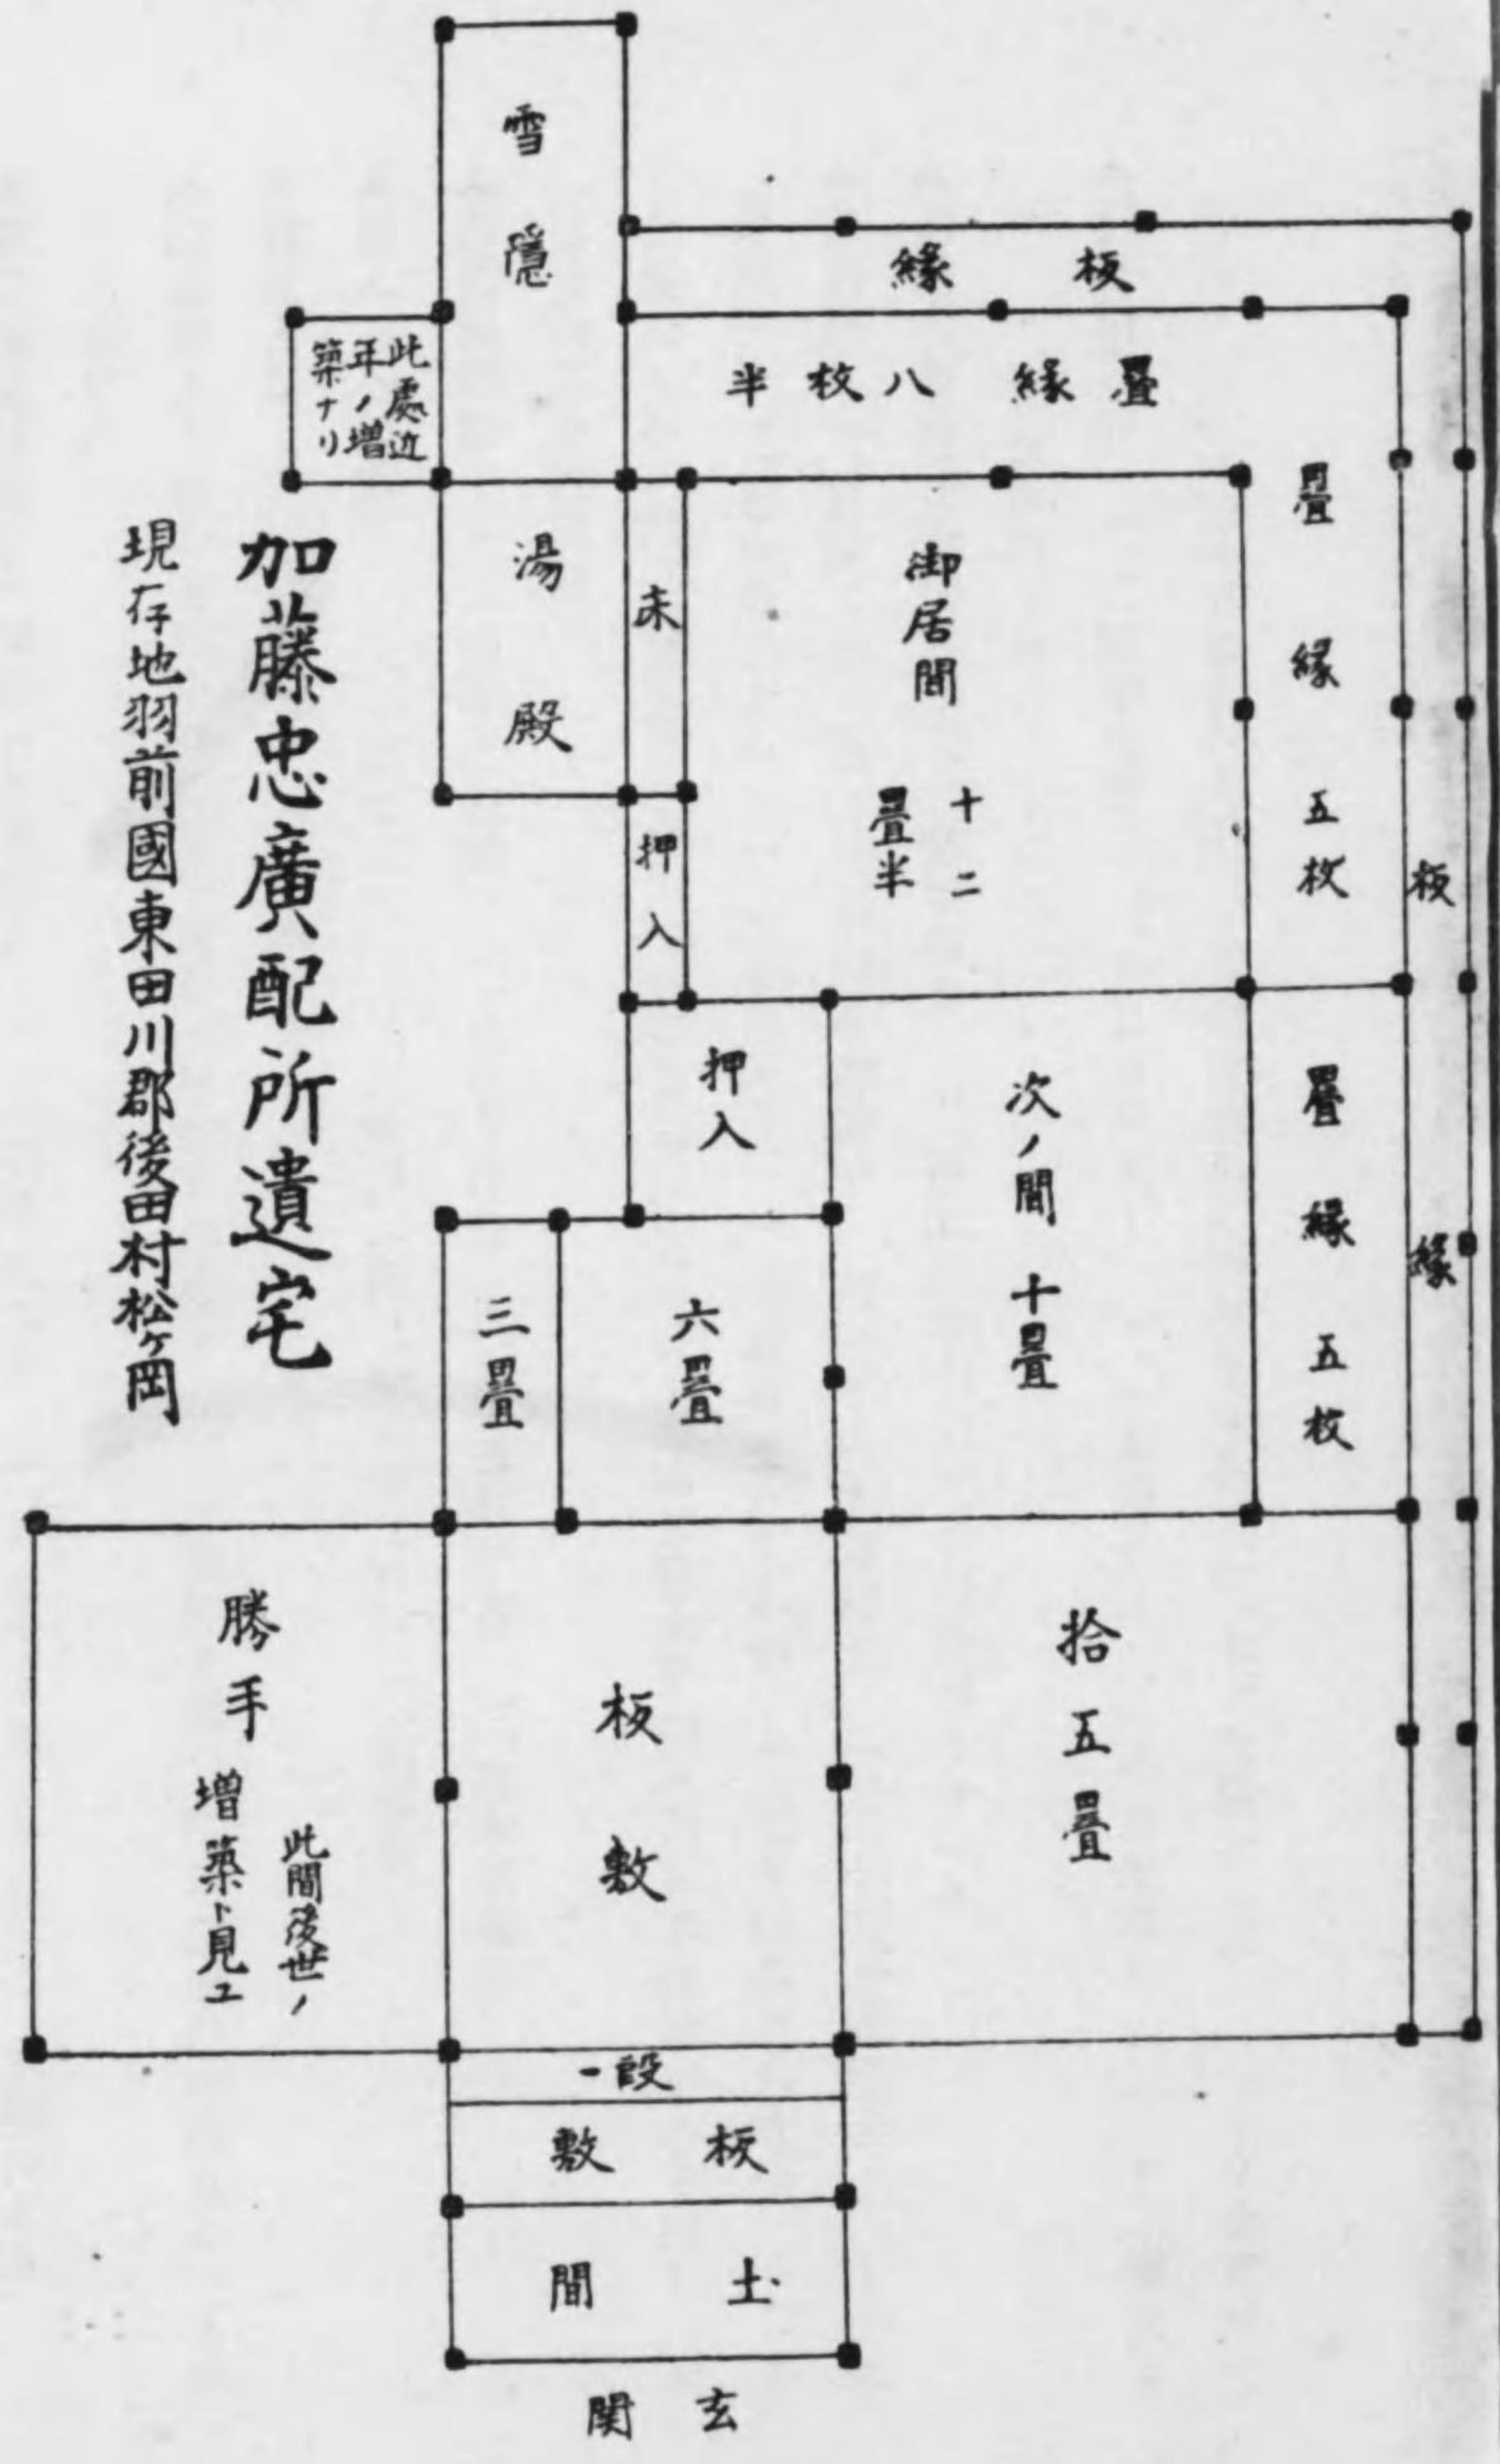 雪隠
板縁
此處近
年ノ増
築ナリ
疊縁 八枚半
疊縁 五枚
湯殿
床
御居間
十二
疊半
押入
板縁
押入
次ノ間 十疊
疊縁 五枚
三疊
六疊
加藤忠廣配所遺宅
現存地羽前國東田川郡後田村松ヶ岡
拾五疊
板敷
勝手
此間後世ノ
増築ト見エ
一段
板敷
土間
玄関